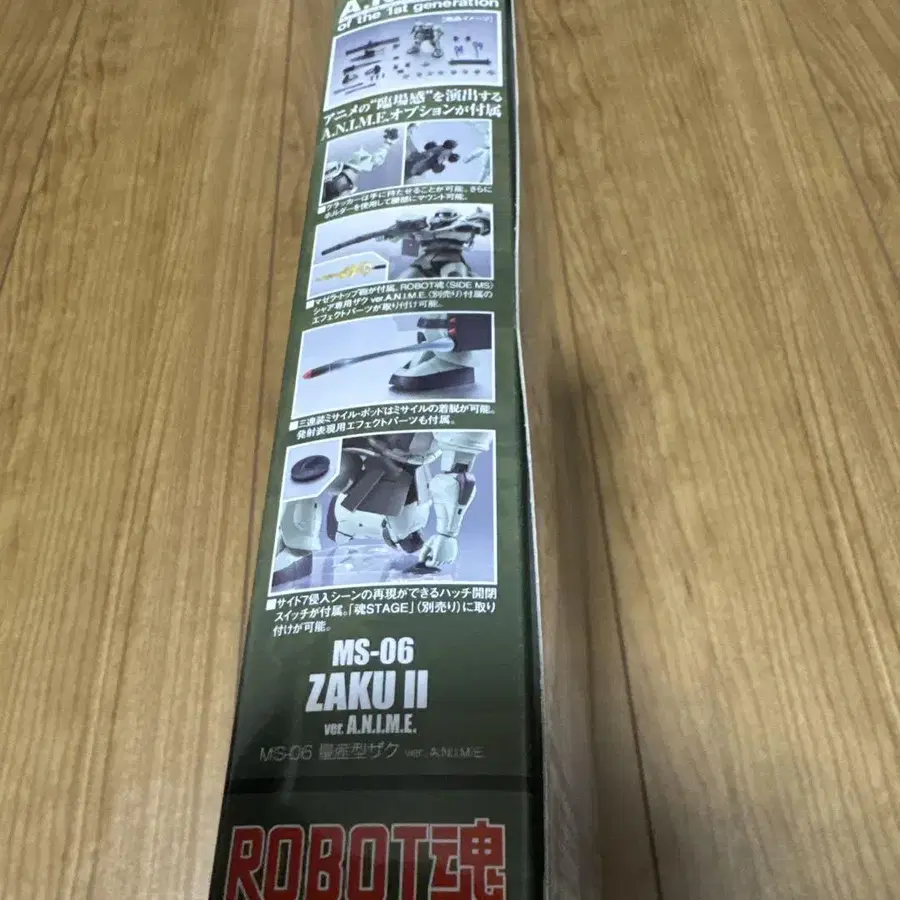 of the 1st generation
[商品イメージ]
アニメの"臨場感"を演出する
A.N.I.M.E.オプションが付属
■クラッカーは手に持たせることが可能。さらに
ホルダーを使用して腰部にマウント可能。
■マゼラ・トップ砲が付属。ROBOT魂〈SIDE MS〉
シャア専用ザク ver.A.N.I.M.E.(別売り)付属の
エフェクトパーツが取り付け可能。
■三連装ミサイル・ポッドはミサイルの着脱が可能。
発射表現用エフェクトパーツも付属。
■サイド7侵入シーンの再現ができるハッチ開閉
スイッチが付属。「魂STAGE」(別売り)に取り
付けが可能。
MS-06
ZAKU II
ver. A.N.I.M.E.
MS-06 量産型ザク ver. A.N.I.M.E.
ROBOT魂